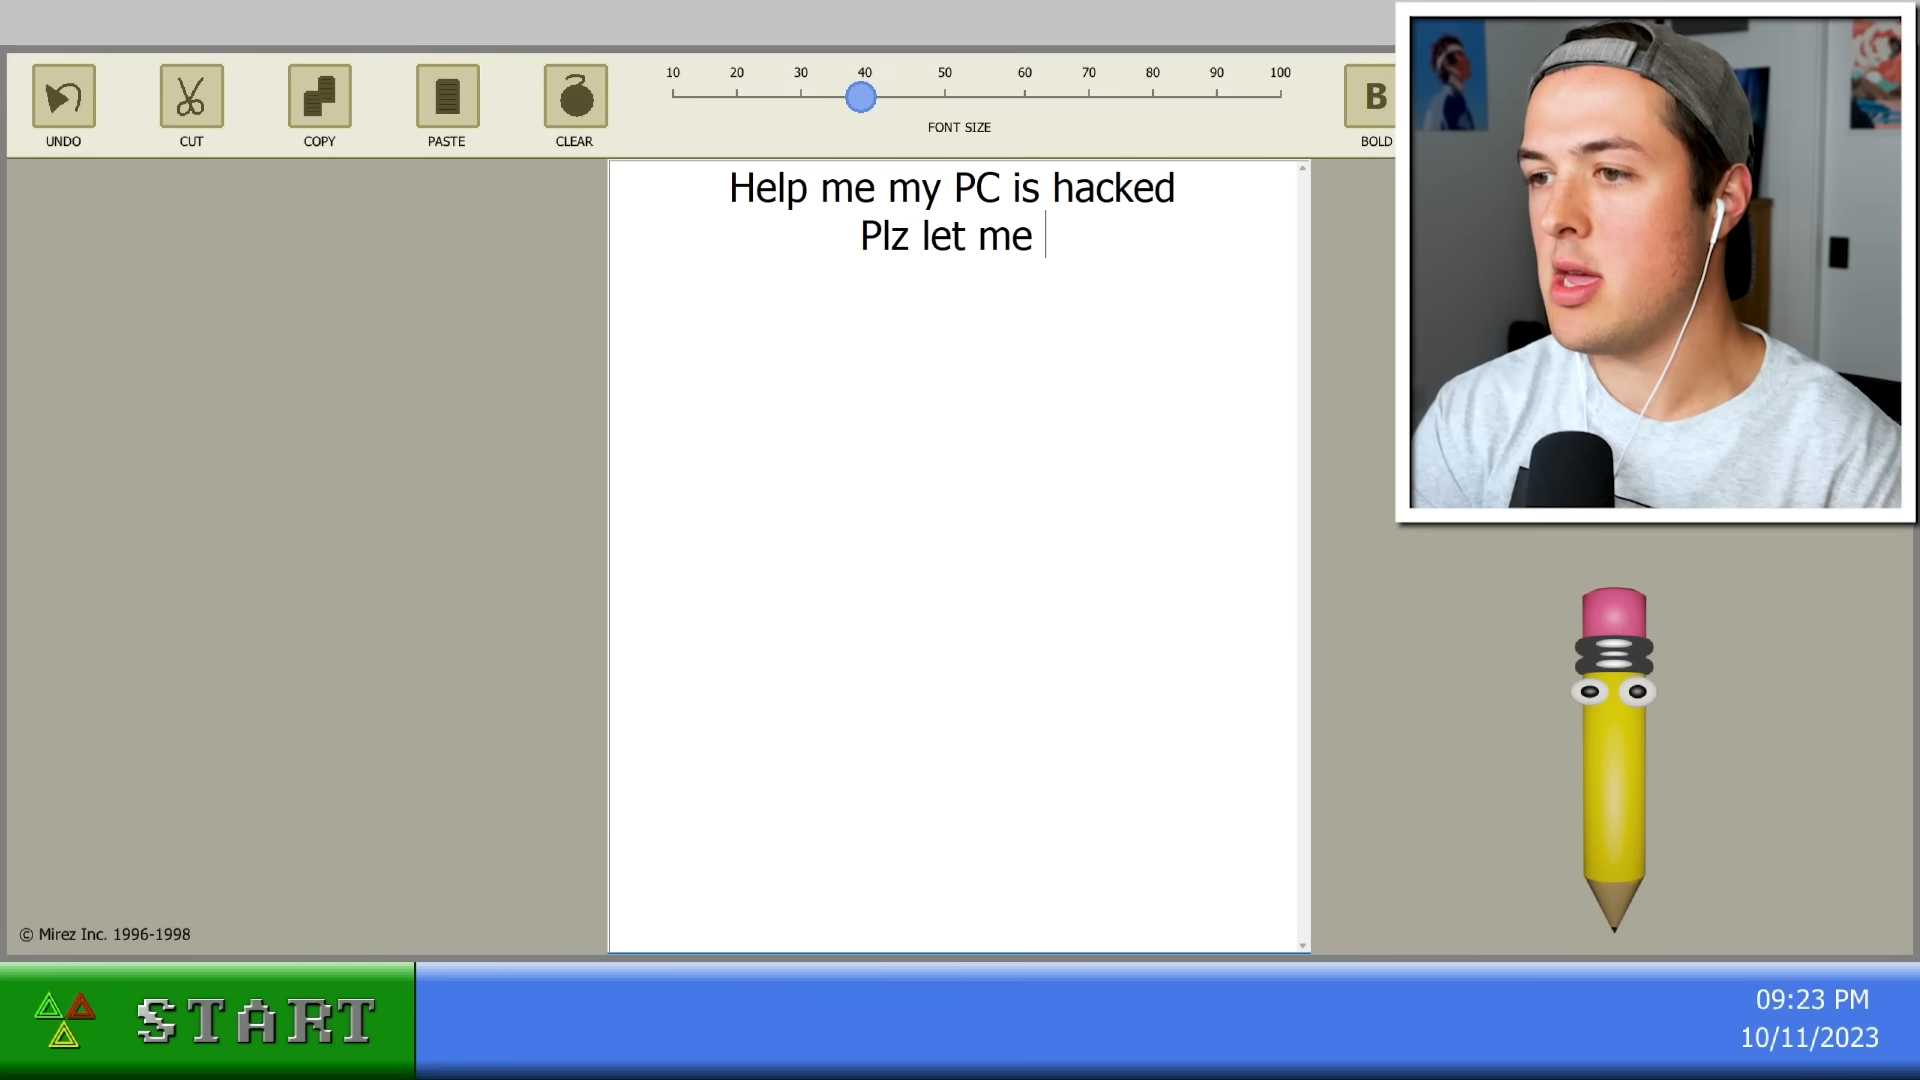 10 20 30 40 50 60 70 80 90 100
B
UNDO CUT COPY PASTE CLEAR FONT SIZE BOLD
Help me my PC is hacked
Plz let me
© Mirez Inc. 1996-1998
START
09:23 PM
10/11/2023